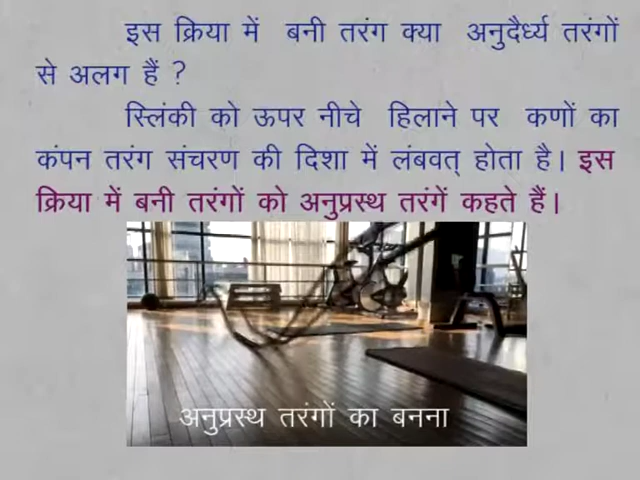 इस क्रिया में बनी तरंग क्या अनुदैर्ध्य तरंगों
से अलग हैं ?
स्लिंकी को ऊपर नीचे हिलाने पर कणों का
कंपन तरंग संचरण की दिशा में लंबवत् होता है। इस
क्रिया में बनी तरंगों को अनुप्रस्थ तरंगें कहते हैं।
अनुप्रस्थ तरंगों का बनना